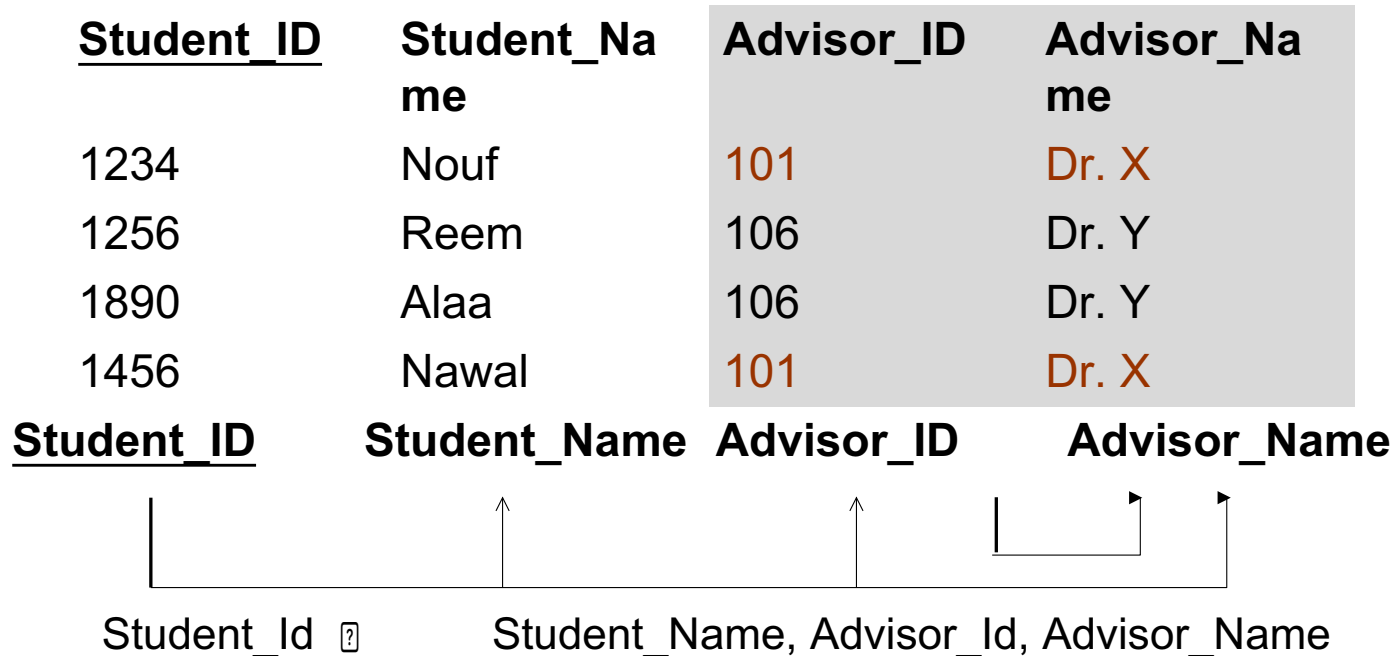 Student_ID Student_Na Advisor_ID Advisor_Na
me me
1234 Nouf 101 Dr. X
1256 Reem 106 Dr. Y
1890 Alaa 106 Dr. Y
1456 Nawal 101 Dr. X
Student_ID Student_Name Advisor_ID Advisor_Name
Student_Id ? Student_Name, Advisor_Id, Advisor_Name